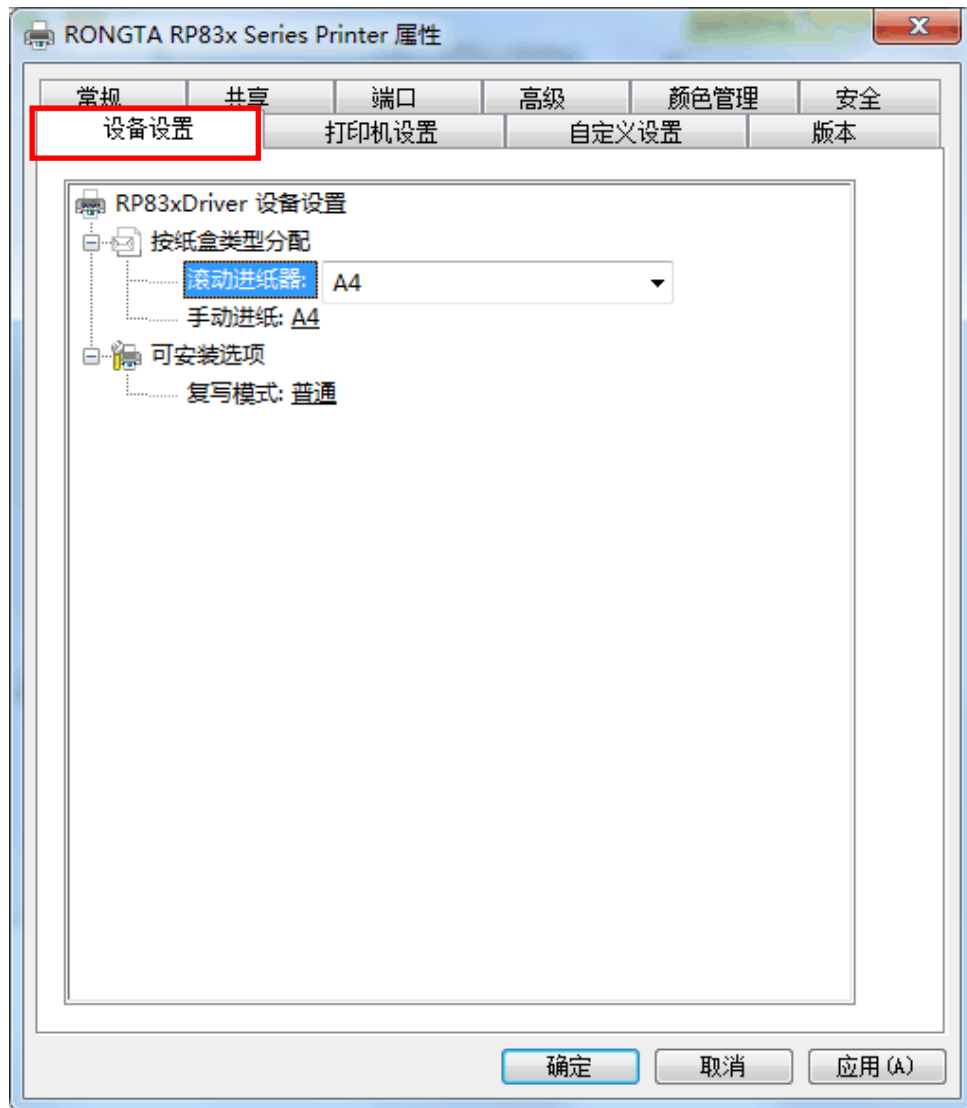 RONGTA RP83x Series Printer 属性
常规 共享 端口 高级 颜色管理 安全
设备设置 打印机设置 自定义设置 版本
RP83xDriver 设备设置
按纸盒类型分配
滚动进纸器: A4
手动进纸: A4
可安装选项
复写模式: 普通
确定 取消 应用(A)